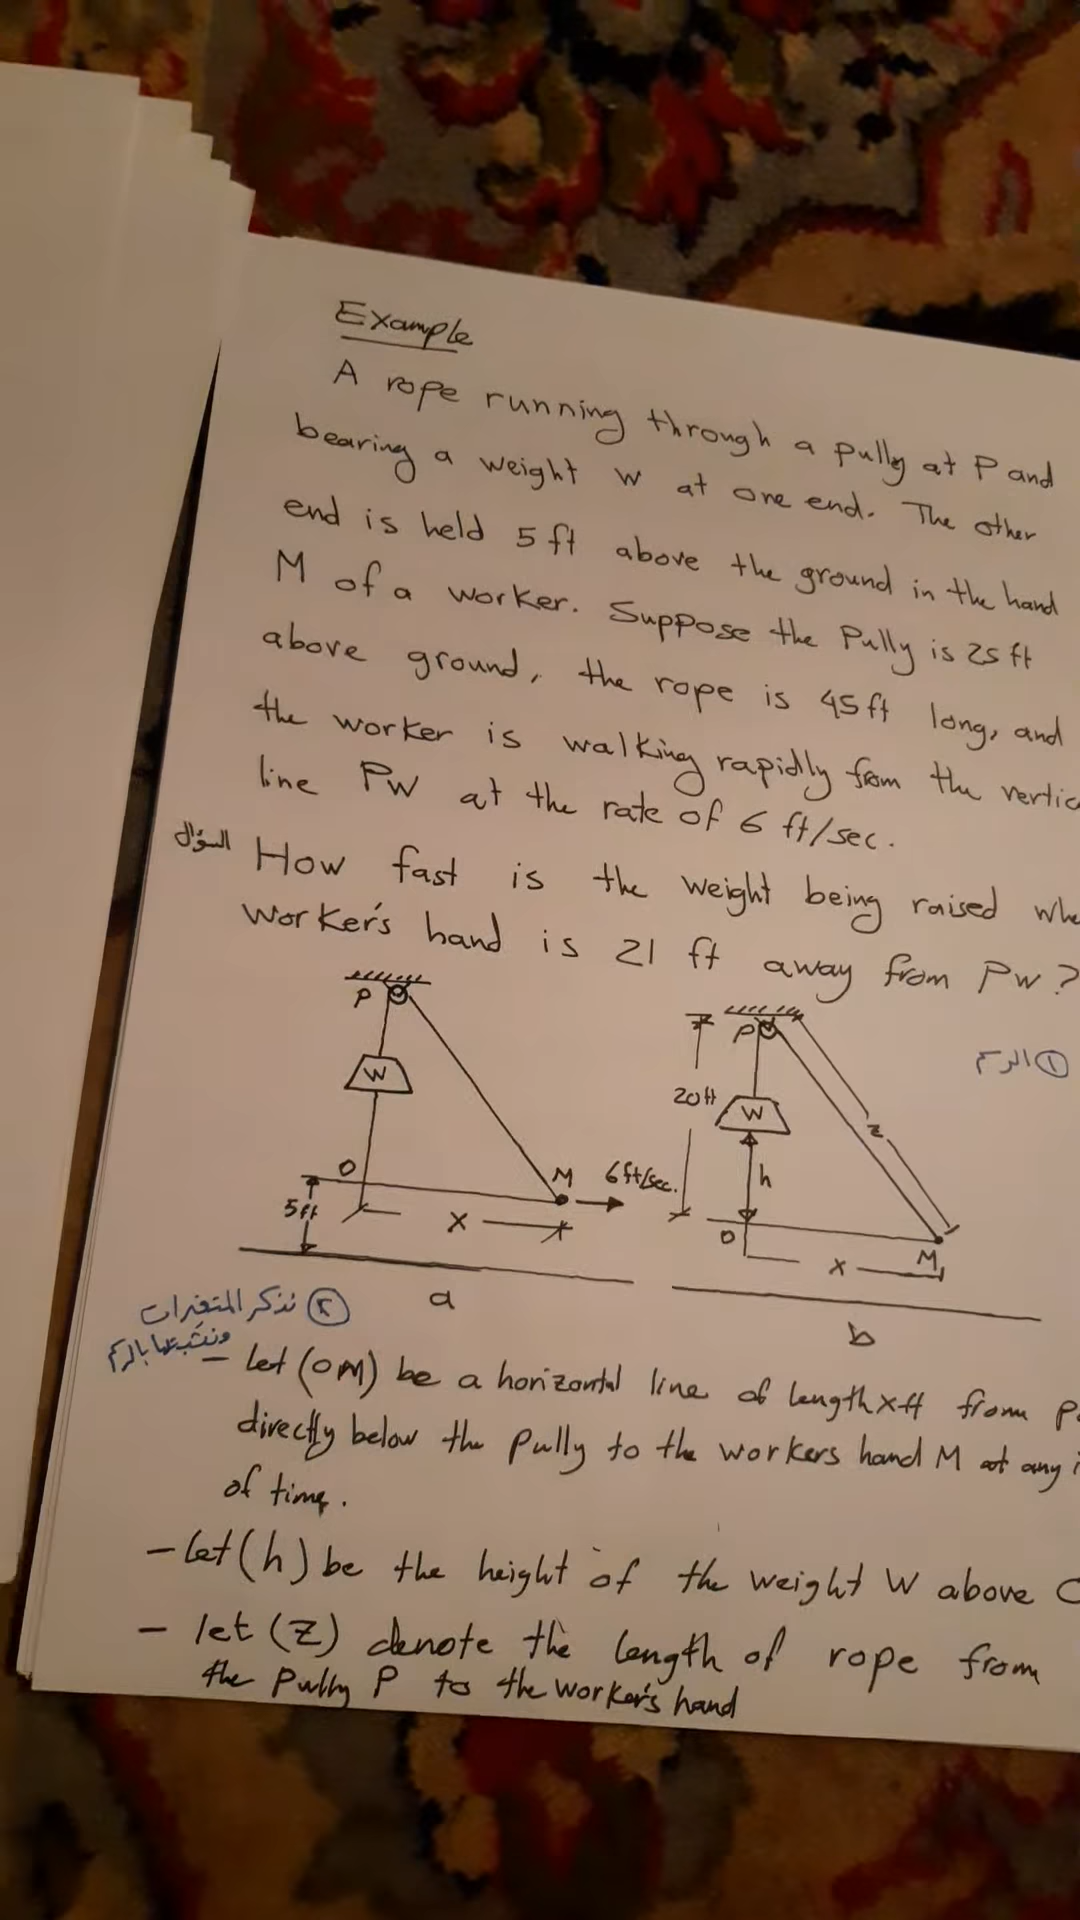 Example
A rope running through a pully at P and
bearing a weight W at one end. The other
end is held 5 ft above the ground in the hand
M of a worker. Suppose the Pully is 25 ft
above ground, the rope is 45 ft long, and
the worker is walking rapidly from the vertic
line PW at the rate of 6 ft/sec.
السؤال How fast is the weight being raised whe
worker's hand is 21 ft away from PW?
① الرسم
P
W
O
M
6 ft/sec.
5 ft
X
a
P
20 ft
W
z
h
O
M
X
b
② نذكر المتغيرات
ونثبتها بالرسم
- Let (OM) be a horizontal line of length x ft from
directly below the pully to the workers hand M at any
of time.
- Let (h) be the height of the weight W above
- let (Z) denote the length of rope from
the pully P to the worker's hand